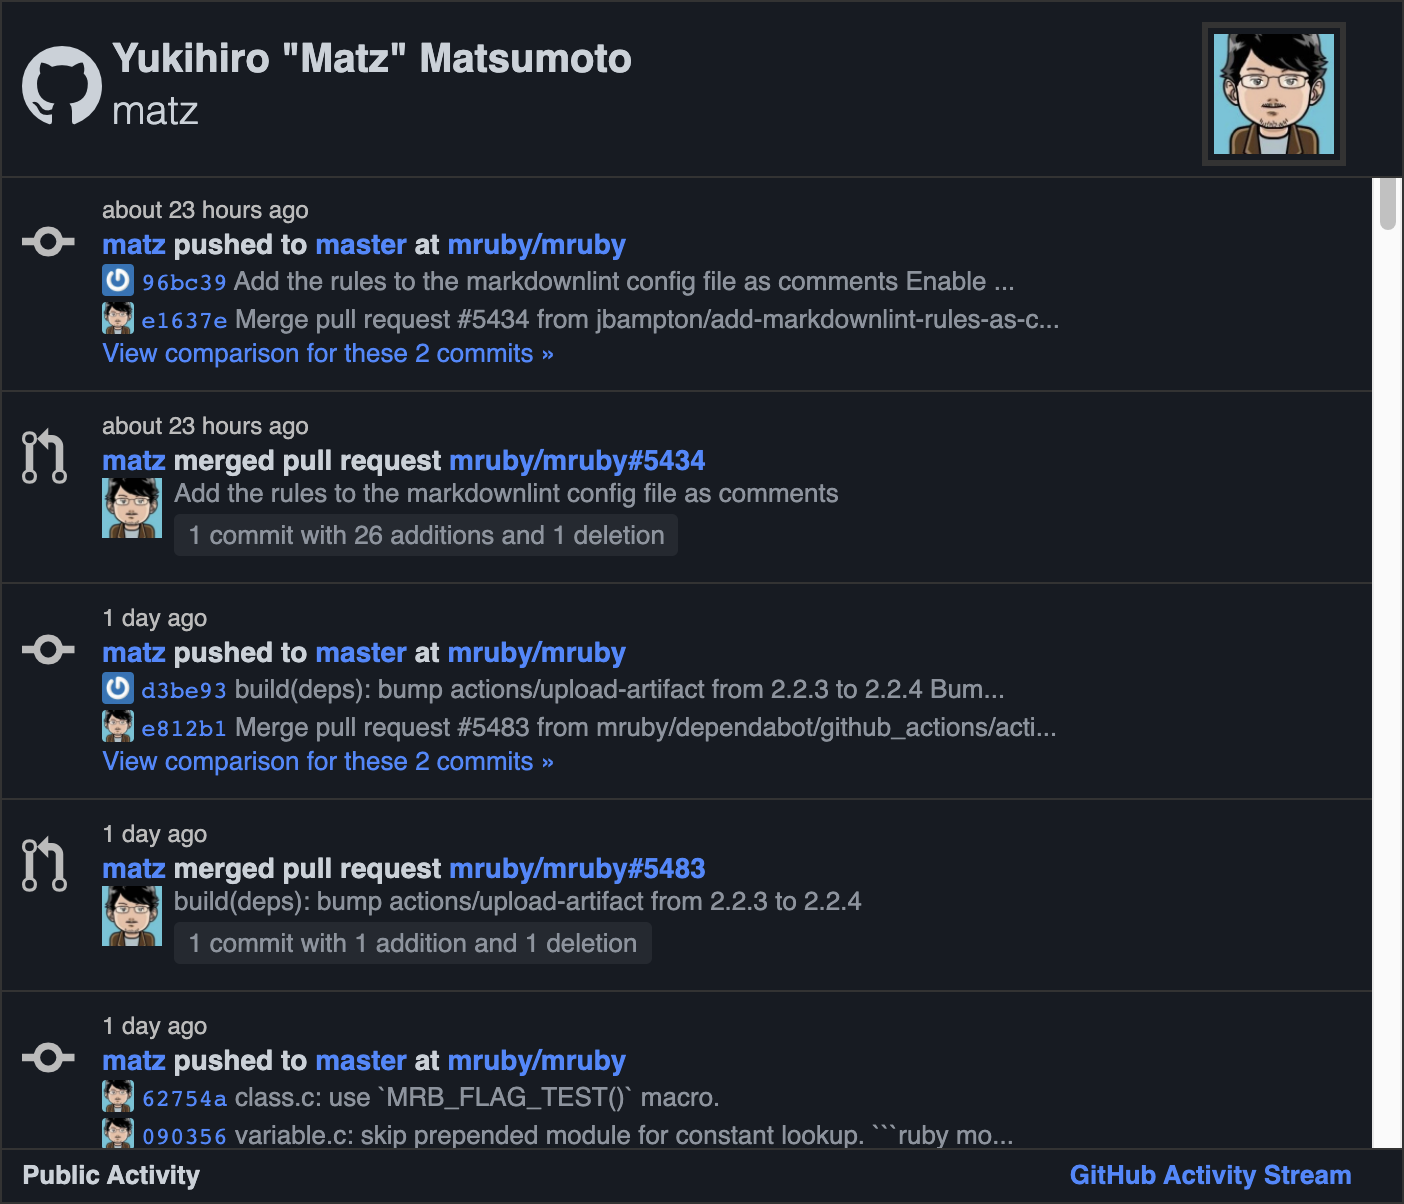 Yukihiro "Matz" Matsumoto
matz
about 23 hours ago
matz pushed to master at mruby/mruby
96bc39 Add the rules to the markdownlint config file as comments Enable ...
e1637e Merge pull request #5434 from jbampton/add-markdownlint-rules-as-c...
View comparison for these 2 commits »
about 23 hours ago
matz merged pull request mruby/mruby#5434
Add the rules to the markdownlint config file as comments
1 commit with 26 additions and 1 deletion
1 day ago
matz pushed to master at mruby/mruby
d3be93 build(deps): bump actions/upload-artifact from 2.2.3 to 2.2.4 Bum...
e812b1 Merge pull request #5483 from mruby/dependabot/github_actions/acti...
View comparison for these 2 commits »
1 day ago
matz merged pull request mruby/mruby#5483
build(deps): bump actions/upload-artifact from 2.2.3 to 2.2.4
1 commit with 1 addition and 1 deletion
1 day ago
matz pushed to master at mruby/mruby
62754a class.c: use `MRB_FLAG_TEST()` macro.
090356 variable.c: skip prepended module for constant lookup. ```ruby mo...
Public Activity
GitHub Activity Stream